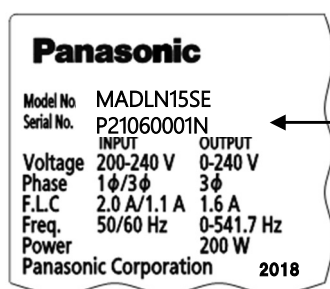 Panasonic
Model No. MADLN15SE
Serial No. P21060001N
INPUT OUTPUT
Voltage 200-240 V 0-240 V
Phase 1ϕ/3ϕ 3ϕ
F.L.C 2.0 A/1.1 A 1.6 A
Freq. 50/60 Hz 0-541.7 Hz
Power 200 W
Panasonic Corporation 2018